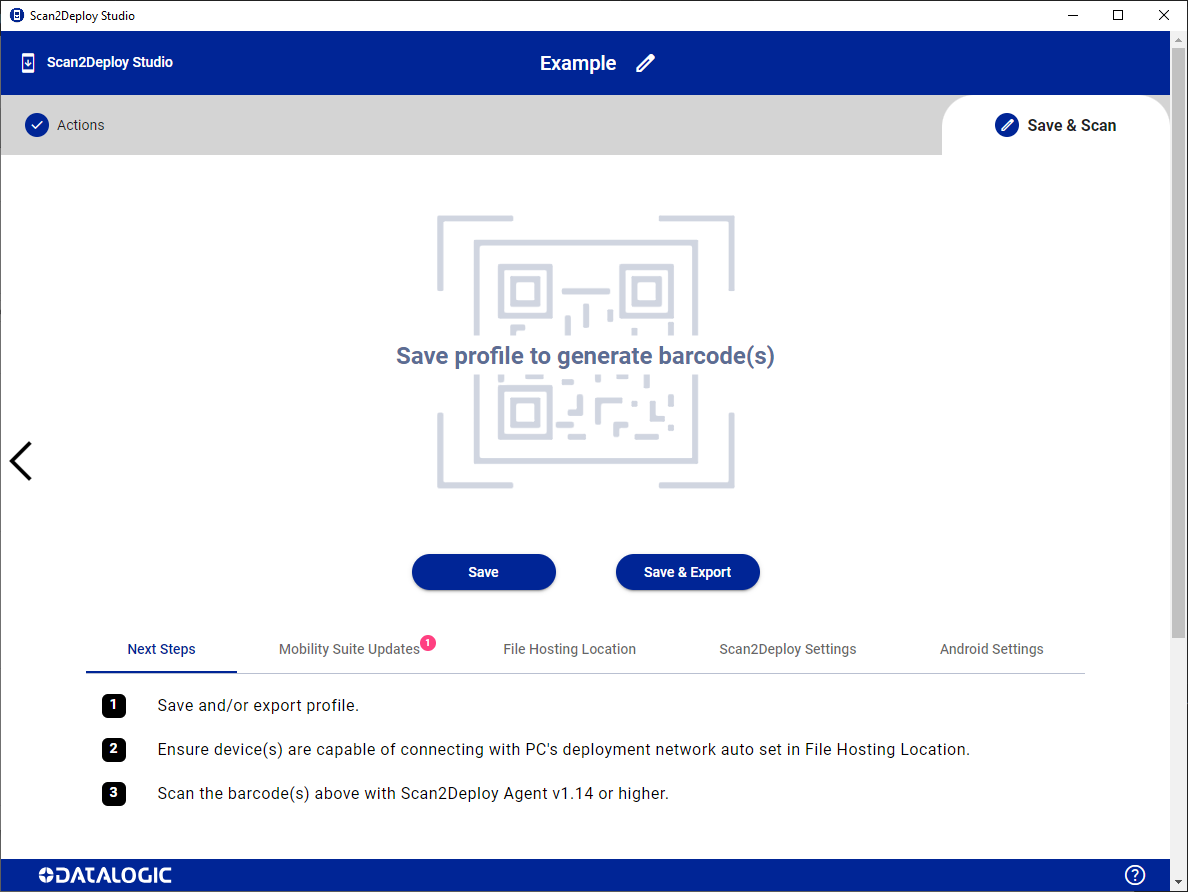 Scan2Deploy Studio
Scan2Deploy Studio
Example
Actions
Save & Scan
Save profile to generate barcode(s)
Save
Save & Export
Next Steps
Mobility Suite Updates 1
File Hosting Location
Scan2Deploy Settings
Android Settings
1 Save and/or export profile.
2 Ensure device(s) are capable of connecting with PC's deployment network auto set in File Hosting Location.
3 Scan the barcode(s) above with Scan2Deploy Agent v1.14 or higher.
DATALOGIC
?